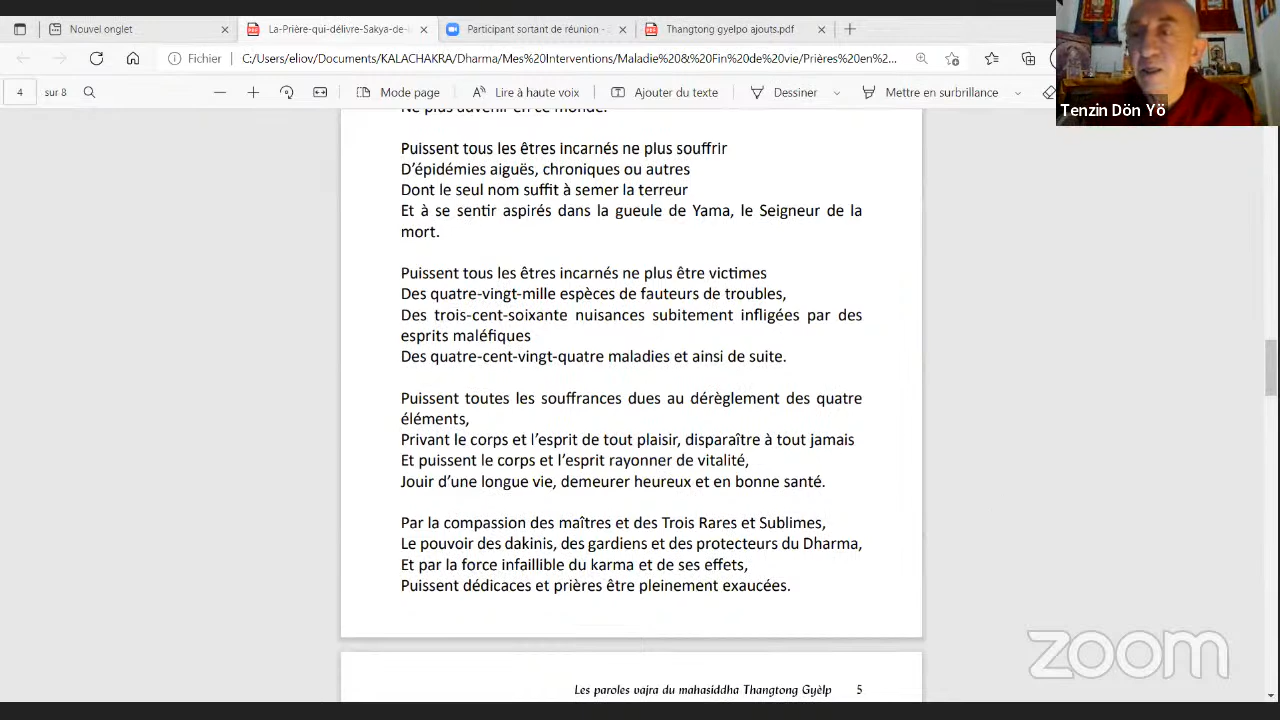 Nouvel onglet
La-Prière-qui-délivre-Sakya-de-
Participant sortant de réunion -
Thangtong gyelpo ajouts.pdf
Fichier
C:/Users/eliov/Documents/KALACHAKRA/Dharma/Mes%20Interventions/Maladie%20&%20Fin%20de%20vie/Prières%20en%...
4 sur 8
Mode page
Lire à haute voix
Ajouter du texte
Dessiner
Mettre en surbrillance
Tenzin Dön Yö
Ne plus advenir en ce monde.
Puissent tous les êtres incarnés ne plus souffrir
D’épidémies aiguës, chroniques ou autres
Dont le seul nom suffit à semer la terreur
Et à se sentir aspirés dans la gueule de Yama, le Seigneur de la
mort.
Puissent tous les êtres incarnés ne plus être victimes
Des quatre-vingt-mille espèces de fauteurs de troubles,
Des trois-cent-soixante nuisances subitement infligées par des
esprits maléfiques
Des quatre-cent-vingt-quatre maladies et ainsi de suite.
Puissent toutes les souffrances dues au dérèglement des quatre
éléments,
Privant le corps et l’esprit de tout plaisir, disparaître à tout jamais
Et puissent le corps et l’esprit rayonner de vitalité,
Jouir d’une longue vie, demeurer heureux et en bonne santé.
Par la compassion des maîtres et des Trois Rares et Sublimes,
Le pouvoir des dakinis, des gardiens et des protecteurs du Dharma,
Et par la force infaillible du karma et de ses effets,
Puissent dédicaces et prières être pleinement exaucées.
zoom
Les paroles vajra du mahasiddha Thangtong Gyèlp 5